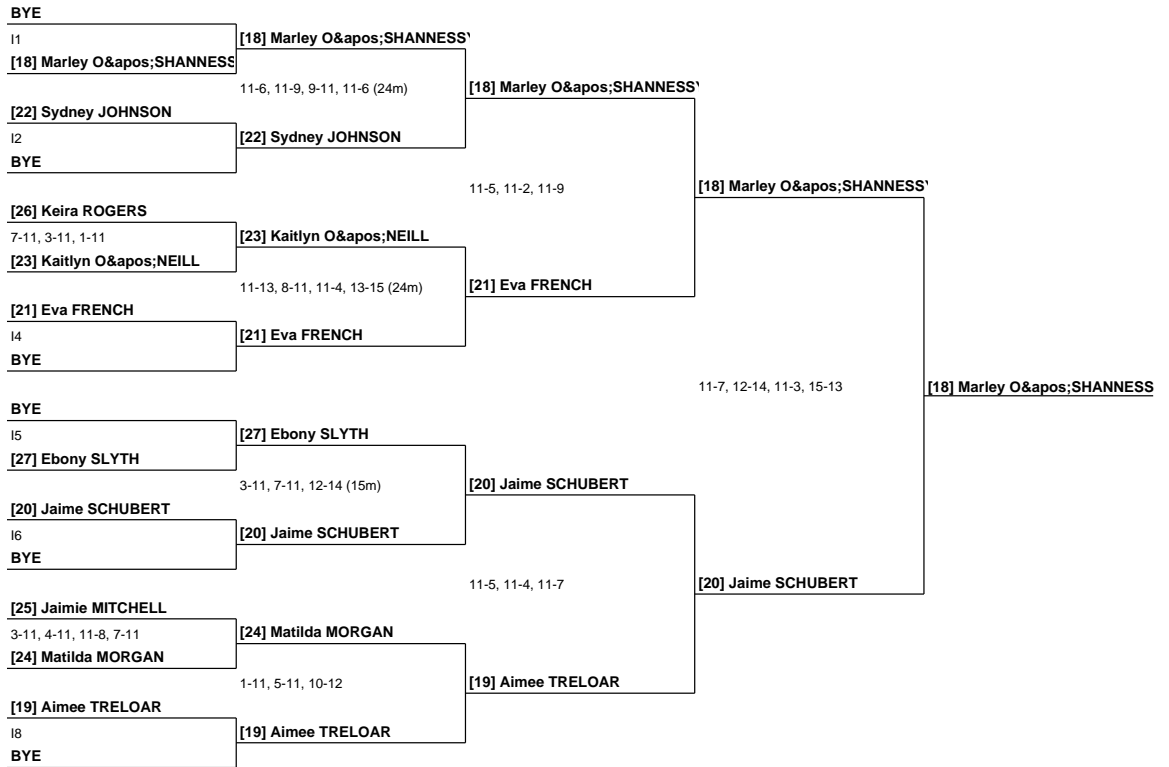 BYE
I1
[18] Marley O&apos;SHANNESS
[18] Marley O&apos;SHANNESSY
11-6, 11-9, 9-11, 11-6 (24m)
[22] Sydney JOHNSON
I2
BYE
[22] Sydney JOHNSON
[18] Marley O&apos;SHANNESSY
11-5, 11-2, 11-9
[26] Keira ROGERS
7-11, 3-11, 1-11
[23] Kaitlyn O&apos;NEILL
[23] Kaitlyn O&apos;NEILL
11-13, 8-11, 11-4, 13-15 (24m)
[21] Eva FRENCH
I4
BYE
[21] Eva FRENCH
[21] Eva FRENCH
[18] Marley O&apos;SHANNESSY
11-7, 12-14, 11-3, 15-13
[18] Marley O&apos;SHANNESS
BYE
I5
[27] Ebony SLYTH
[27] Ebony SLYTH
3-11, 7-11, 12-14 (15m)
[20] Jaime SCHUBERT
I6
BYE
[20] Jaime SCHUBERT
[20] Jaime SCHUBERT
11-5, 11-4, 11-7
[20] Jaime SCHUBERT
[25] Jaimie MITCHELL
3-11, 4-11, 11-8, 7-11
[24] Matilda MORGAN
[24] Matilda MORGAN
1-11, 5-11, 10-12
[19] Aimee TRELOAR
I8
BYE
[19] Aimee TRELOAR
[19] Aimee TRELOAR